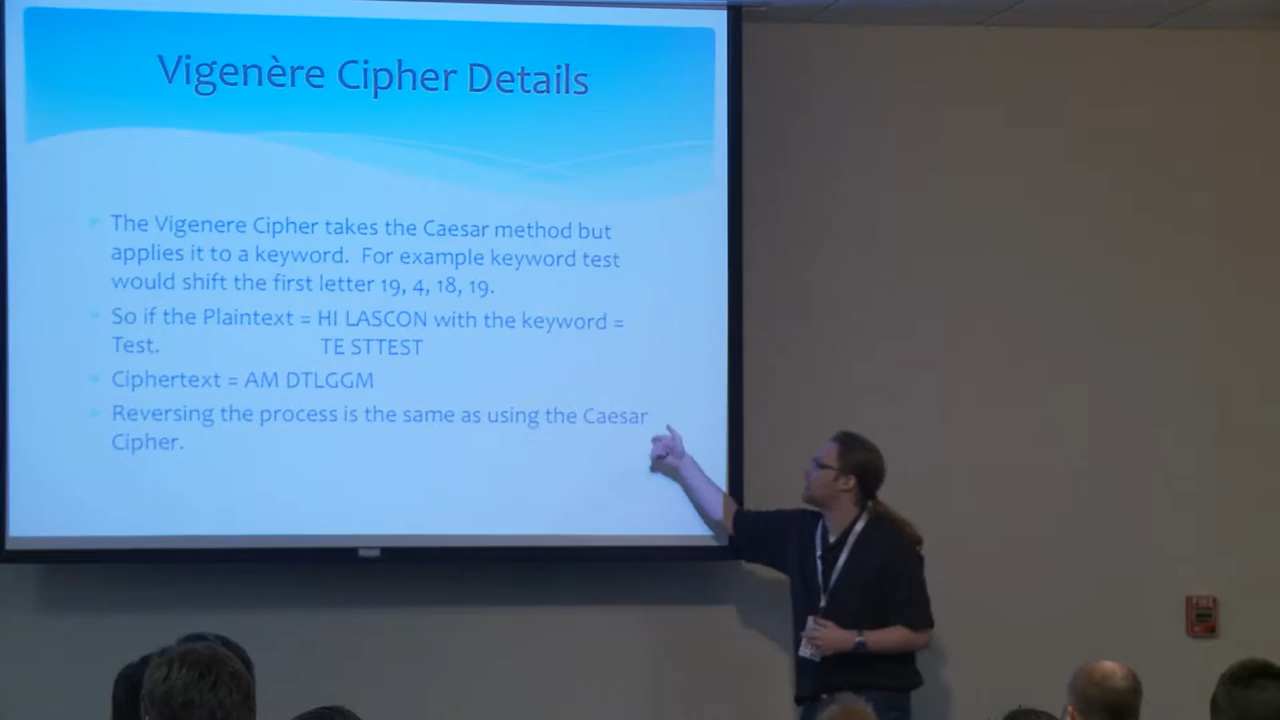 Vigenère Cipher Details
The Vigenere Cipher takes the Caesar method but
applies it to a keyword. For example keyword test
would shift the first letter 19, 4, 18, 19.
So if the Plaintext = HI LASCON with the keyword =
Test. TE STTEST
Ciphertext = AM DTLGGM
Reversing the process is the same as using the Caesar
Cipher.
FIRE